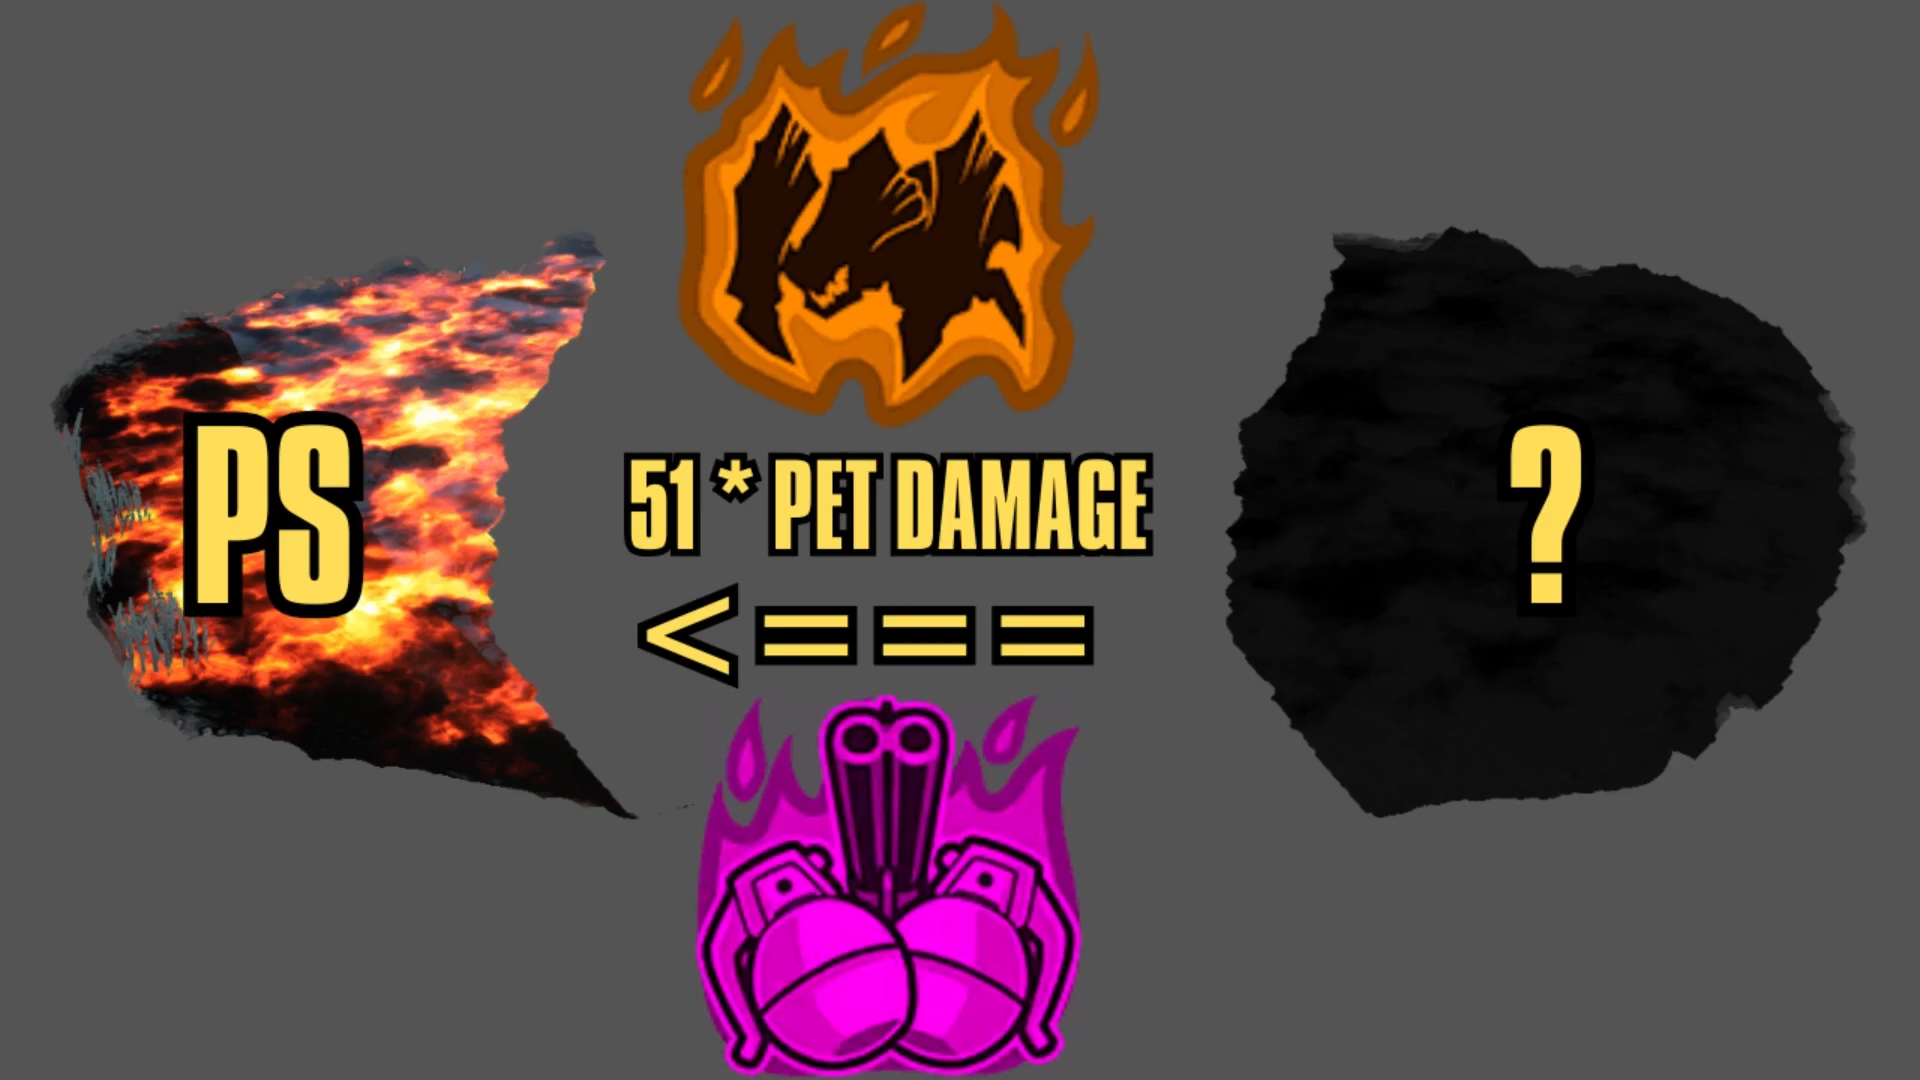 PS
51 * PET DAMAGE
<===
?